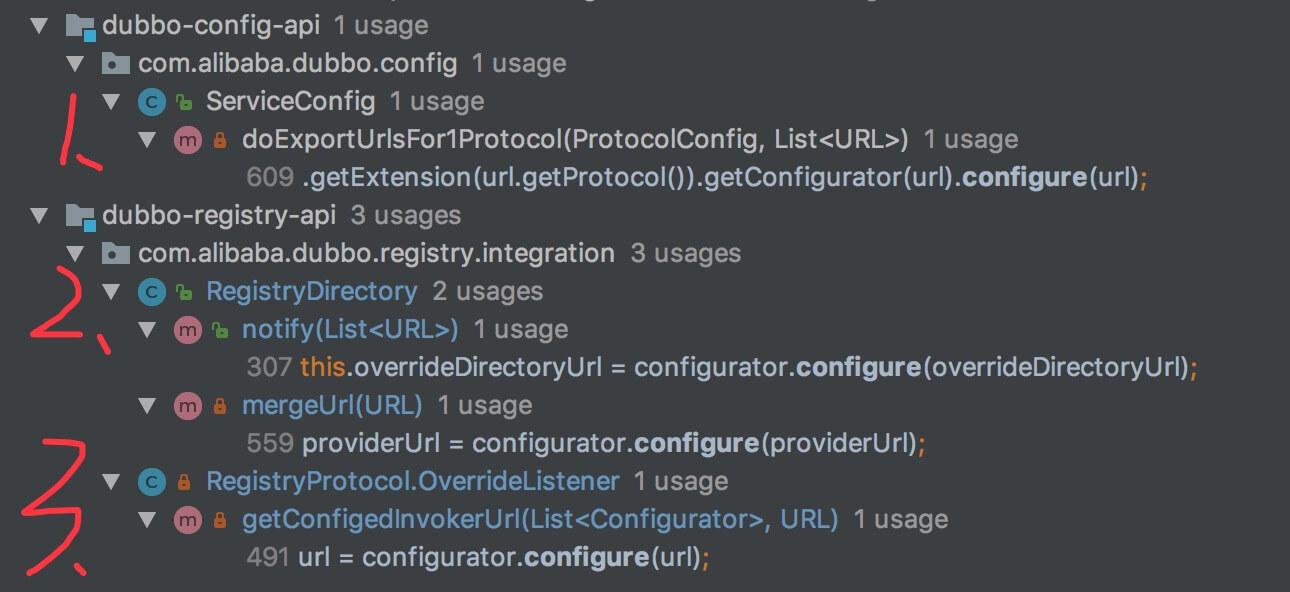 dubbo-config-api 1 usage
com.alibaba.dubbo.config 1 usage
C ServiceConfig 1 usage
1.
m doExportUrlsFor1Protocol(ProtocolConfig, List<URL>) 1 usage
609 .getExtension(url.getProtocol()).getConfigurator(url).configure(url);
dubbo-registry-api 3 usages
com.alibaba.dubbo.registry.integration 3 usages
C RegistryDirectory 2 usages
2.
m notify(List<URL>) 1 usage
307 this.overrideDirectoryUrl = configurator.configure(overrideDirectoryUrl);
m mergeUrl(URL) 1 usage
559 providerUrl = configurator.configure(providerUrl);
C RegistryProtocol.OverrideListener 1 usage
3.
m getConfigedInvokerUrl(List<Configurator>, URL) 1 usage
491 url = configurator.configure(url);